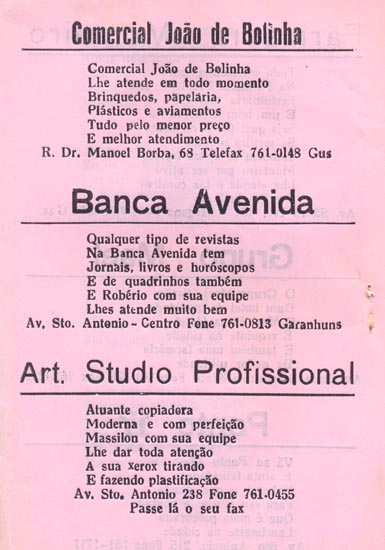 Comercial João de Bolinha
Comercial João de Bolinha
Lhe atende em todo momento
Brinquedos, papelaria,
Plásticos e aviamentos
Tudo pelo menor preço
E melhor atendimento
R. Dr. Manoel Borba, 68 Telefax 761-0148 Gus
Banca Avenida
Qualquer tipo de revistas
Na Banca Avenida tem
Jornais, livros e horóscopos
E de quadrinhos também
E Robério com sua equipe
Lhes atende muito bem
Av. Sto. Antonio - Centro Fone 761-0813 Garanhuns
Art. Studio Profissional
Atuante copiadora
Moderna e com perfeição
Massilon com sua equipe
Lhe dar toda atenção
A sua xerox tirando
E fazendo plastificação
Av. Sto. Antonio 238 Fone 761-0455
Passe lá o seu fax